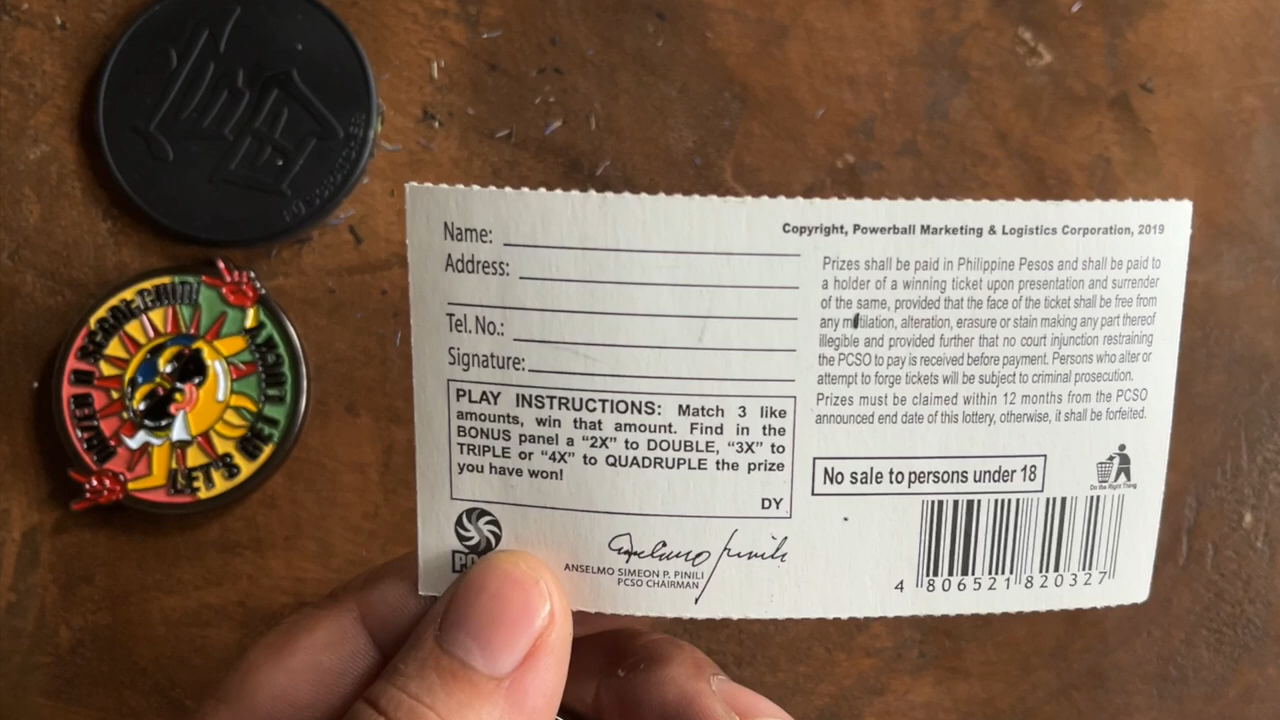 Name:
Address:
Tel. No.:
Signature:
PLAY INSTRUCTIONS: Match 3 like
amounts, win that amount. Find in the
BONUS panel a “2X” to DOUBLE, “3X” to
TRIPLE or “4X” to QUADRUPLE the prize
you have won!
DY
ANSELMO SIMEON P. PINILI
PCSO CHAIRMAN
Copyright, Powerball Marketing & Logistics Corporation, 2019
Prizes shall be paid in Philippine Pesos and shall be paid to
a holder of a winning ticket upon presentation and surrender
of the same, provided that the face of the ticket shall be free from
any mutilation, alteration, erasure or stain making any part thereof
illegible and provided further that no court injunction restraining
the PCSO to pay is received before payment. Persons who alter or
attempt to forge tickets will be subject to criminal prosecution.
Prizes must be claimed within 12 months from the PCSO
announced end date of this lottery, otherwise, it shall be forfeited.
No sale to persons under 18
Do the Right Thing
4 806521 820327
LET'S GET LUCKY